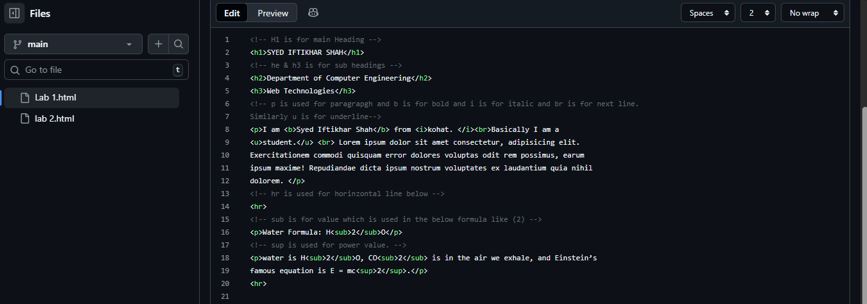 Files
main
Go to file
t
Lab 1.html
lab 2.html
Edit
Preview
Spaces
2
No wrap
1 <!-- H1 is for main Heading -->
2 <h1>SYED IFTIKHAR SHAH</h1>
3 <!-- he & h3 is for sub headings -->
4 <h2>Department of Computer Engineering</h2>
5 <h3>Web Technologies</h3>
6 <!-- p is used for paragrapgh and b is for bold and i is for italic and br is for next line.
7 Similarly u is for underline-->
8 <p>I am <b>Syed Iftikhar Shah</b> from <i>kohat. </i><br>Basically I am a
9 <u>student.</u> <br> Lorem ipsum dolor sit amet consectetur, adipisicing elit.
10 Exercitationem commodi quisquam error dolores voluptas odit rem possimus, earum
11 ipsum maxime! Repudiandae dicta ipsum nostrum voluptates ex laudantium quia nihil
12 dolorem. </p>
13 <!-- hr is used for horinzontal line below -->
14 <hr>
15 <!-- sub is for value which is used in the below formula like (2) -->
16 <p>Water Formula: H<sub>2</sub>O</p>
17 <!-- sup is used for power value. -->
18 <p>water is H<sub>2</sub>O, CO<sub>2</sub> is in the air we exhale, and Einstein’s
19 famous equation is E = mc<sup>2</sup>.</p>
20 <hr>
21